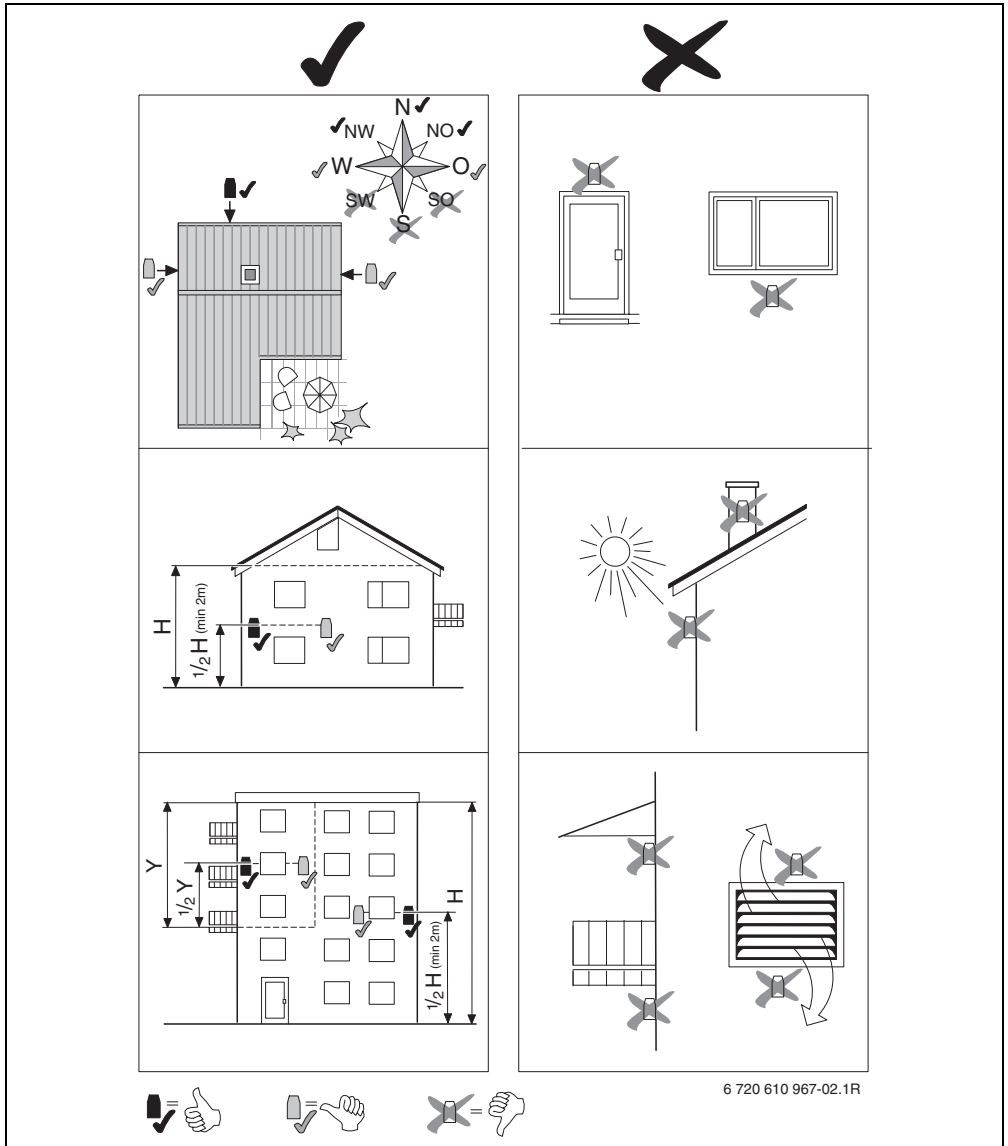 N
NW NO
W O
SW SO
S
H
1/2 H (min 2m)
Y
1/2 Y
H
1/2 H (min 2m)
6 720 610 967-02.1R
= = =